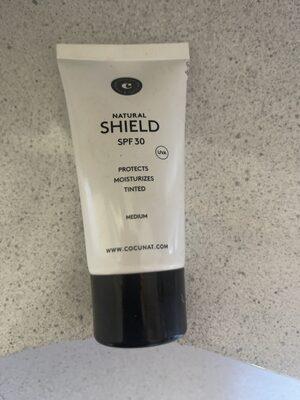 C
NATURAL
SHIELD
SPF 30
UVA
PROTECTS
MOISTURIZES
TINTED
MEDIUM
WWW.COCUNAT.COM